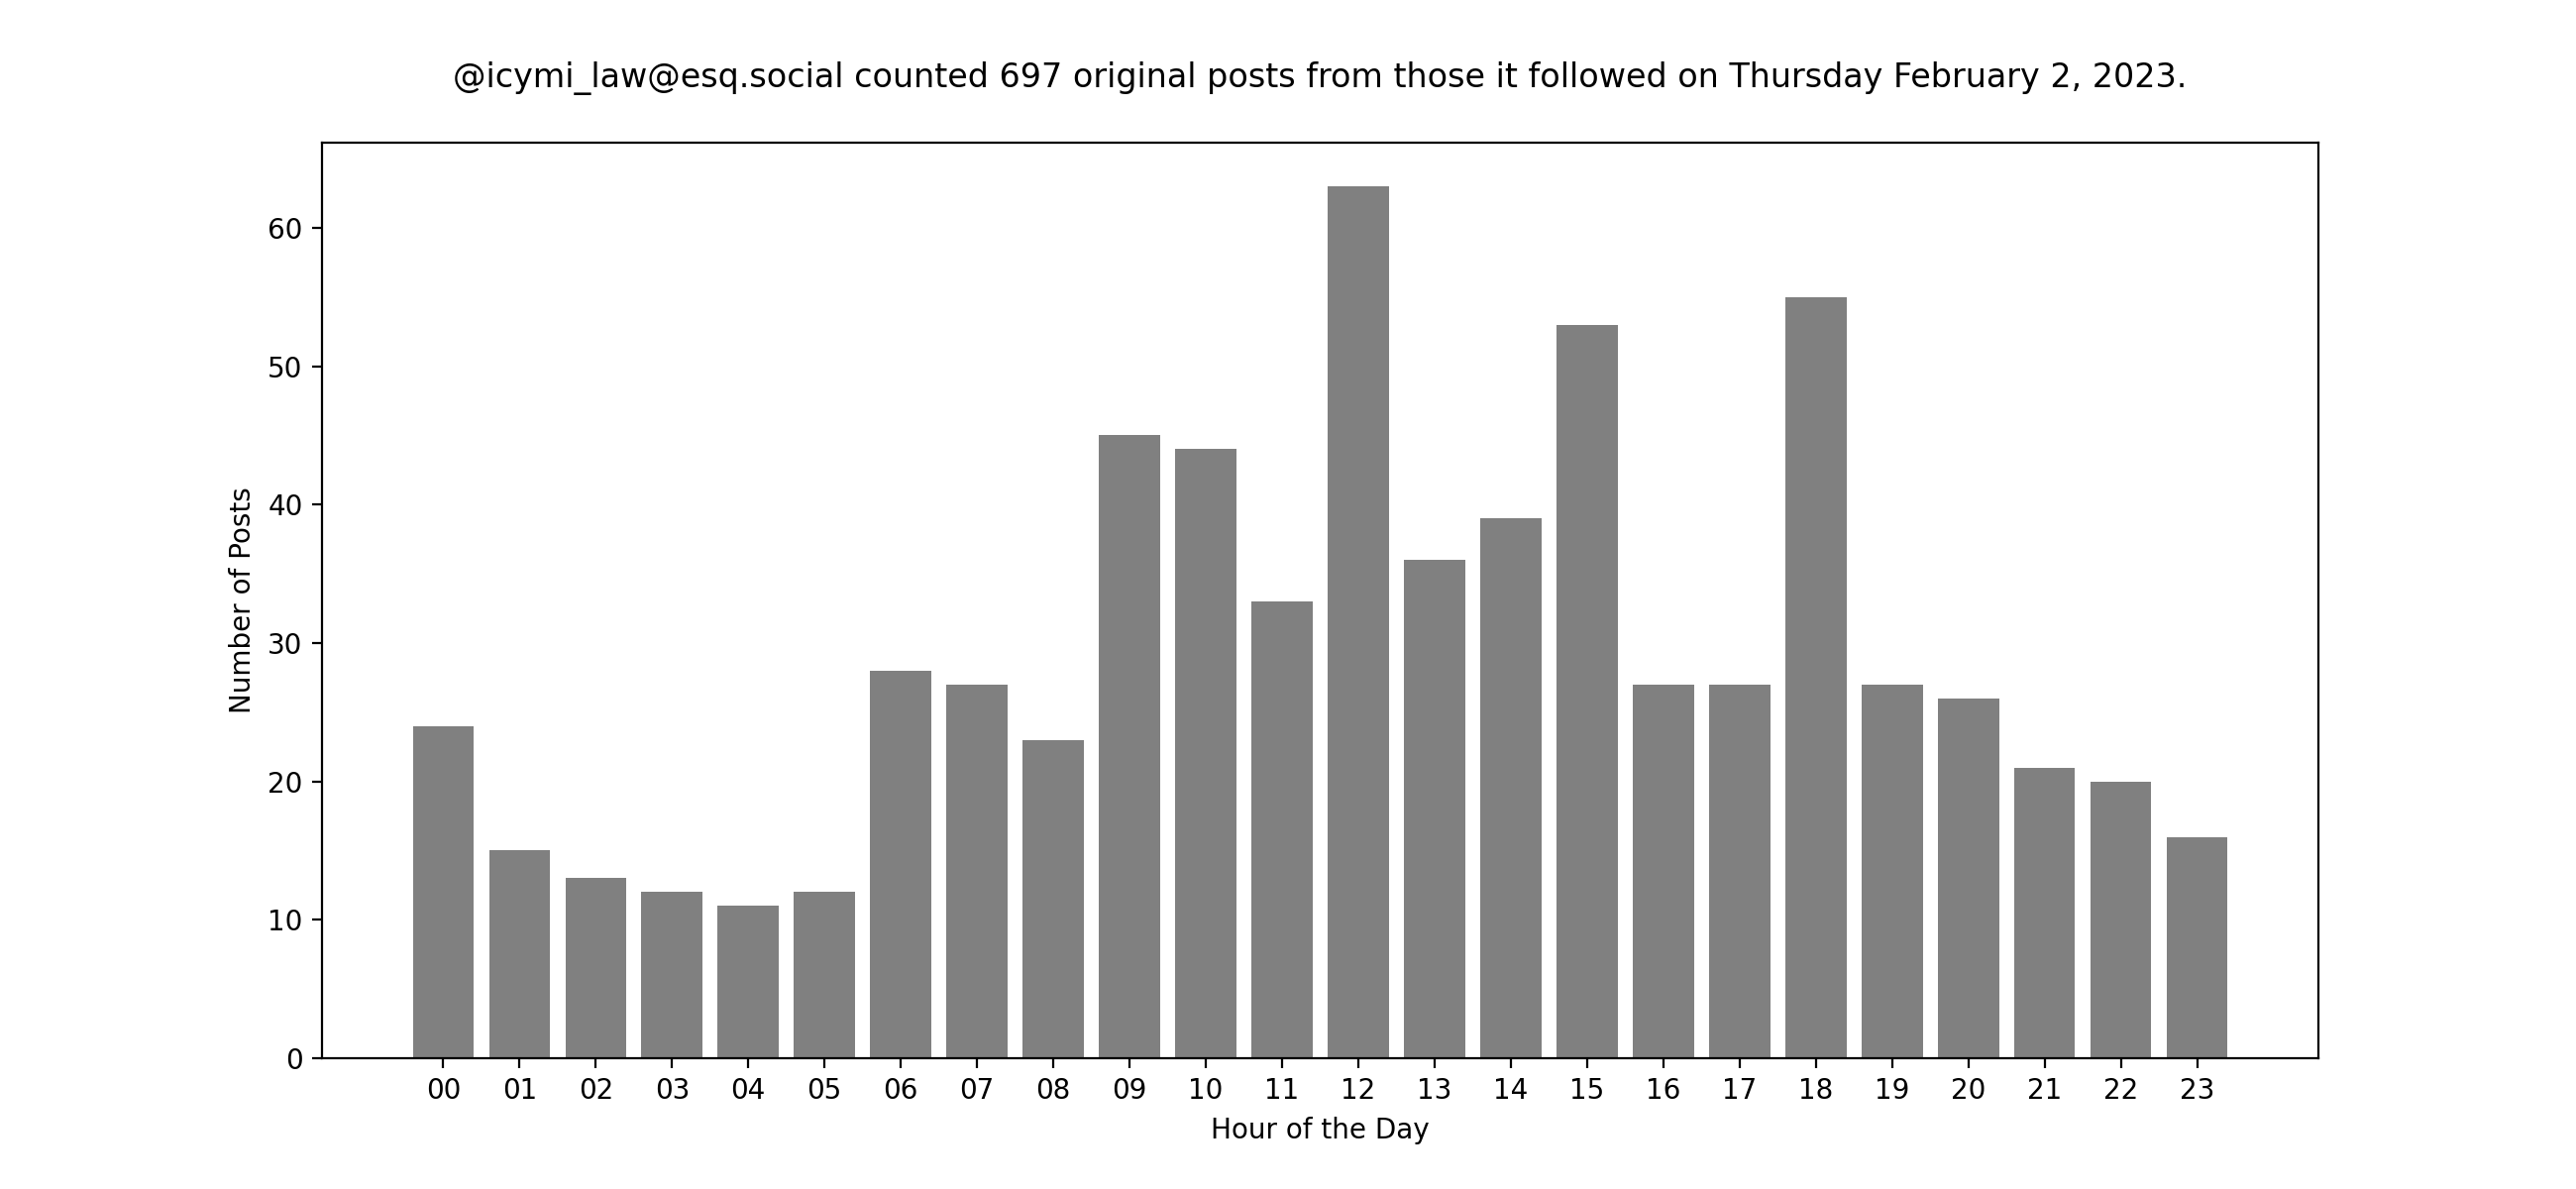 @icymi_law@esq.social counted 697 original posts from those it followed on Thursday February 2, 2023.
60
50
40
30
20
10
0
Number of Posts
00 01 02 03 04 05 06 07 08 09 10 11 12 13 14 15 16 17 18 19 20 21 22 23
Hour of the Day